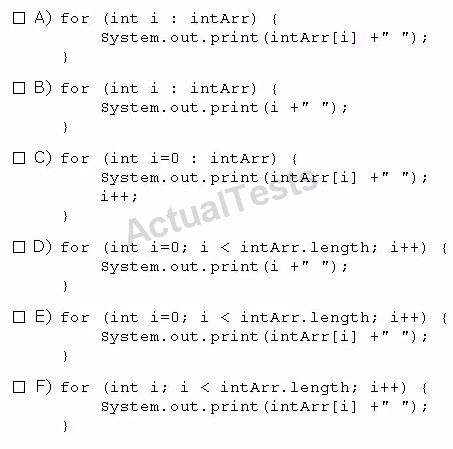 A) for (int i : intArr) {
System.out.print(intArr[i] +" ");
}
B) for (int i : intArr) {
System.out.print(i +" ");
}
C) for (int i=0 : intArr) {
System.out.print(intArr[i] +" ");
i++;
}
ActualTests
D) for (int i=0; i < intArr.length; i++) {
System.out.print(i +" ");
}
E) for (int i=0; i < intArr.length; i++) {
System.out.print(intArr[i] +" ");
}
F) for (int i; i < intArr.length; i++) {
System.out.print(intArr[i] +" ");
}